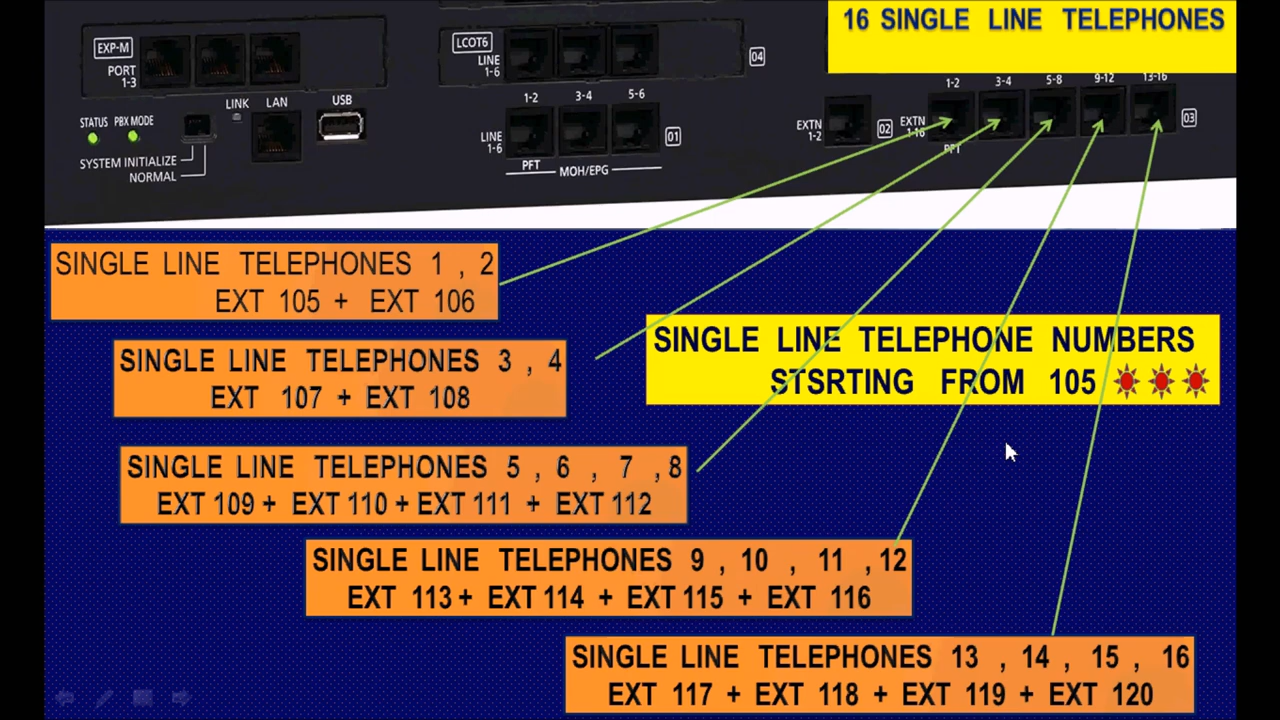 16 SINGLE LINE TELEPHONES
EXP-M
PORT
1-3
LCOT6
LINE
1-6
04
1-2 3-4 5-8 9-12 13-16
LINK LAN USB
1-2 3-4 5-6
STATUS PBX MODE
LINE
1-6
01
EXTN
1-2
02
EXTN
1-16
03
SYSTEM INITIALIZE
NORMAL
PFT MOH/EPG
PFT
SINGLE LINE TELEPHONES 1 , 2
EXT 105 + EXT 106
SINGLE LINE TELEPHONE NUMBERS
STSRTING FROM 105
SINGLE LINE TELEPHONES 3 , 4
EXT 107 + EXT 108
SINGLE LINE TELEPHONES 5 , 6 , 7 ,8
EXT 109 + EXT 110 + EXT 111 + EXT 112
SINGLE LINE TELEPHONES 9 , 10 , 11 ,12
EXT 113 + EXT 114 + EXT 115 + EXT 116
SINGLE LINE TELEPHONES 13 , 14 , 15 , 16
EXT 117 + EXT 118 + EXT 119 + EXT 120